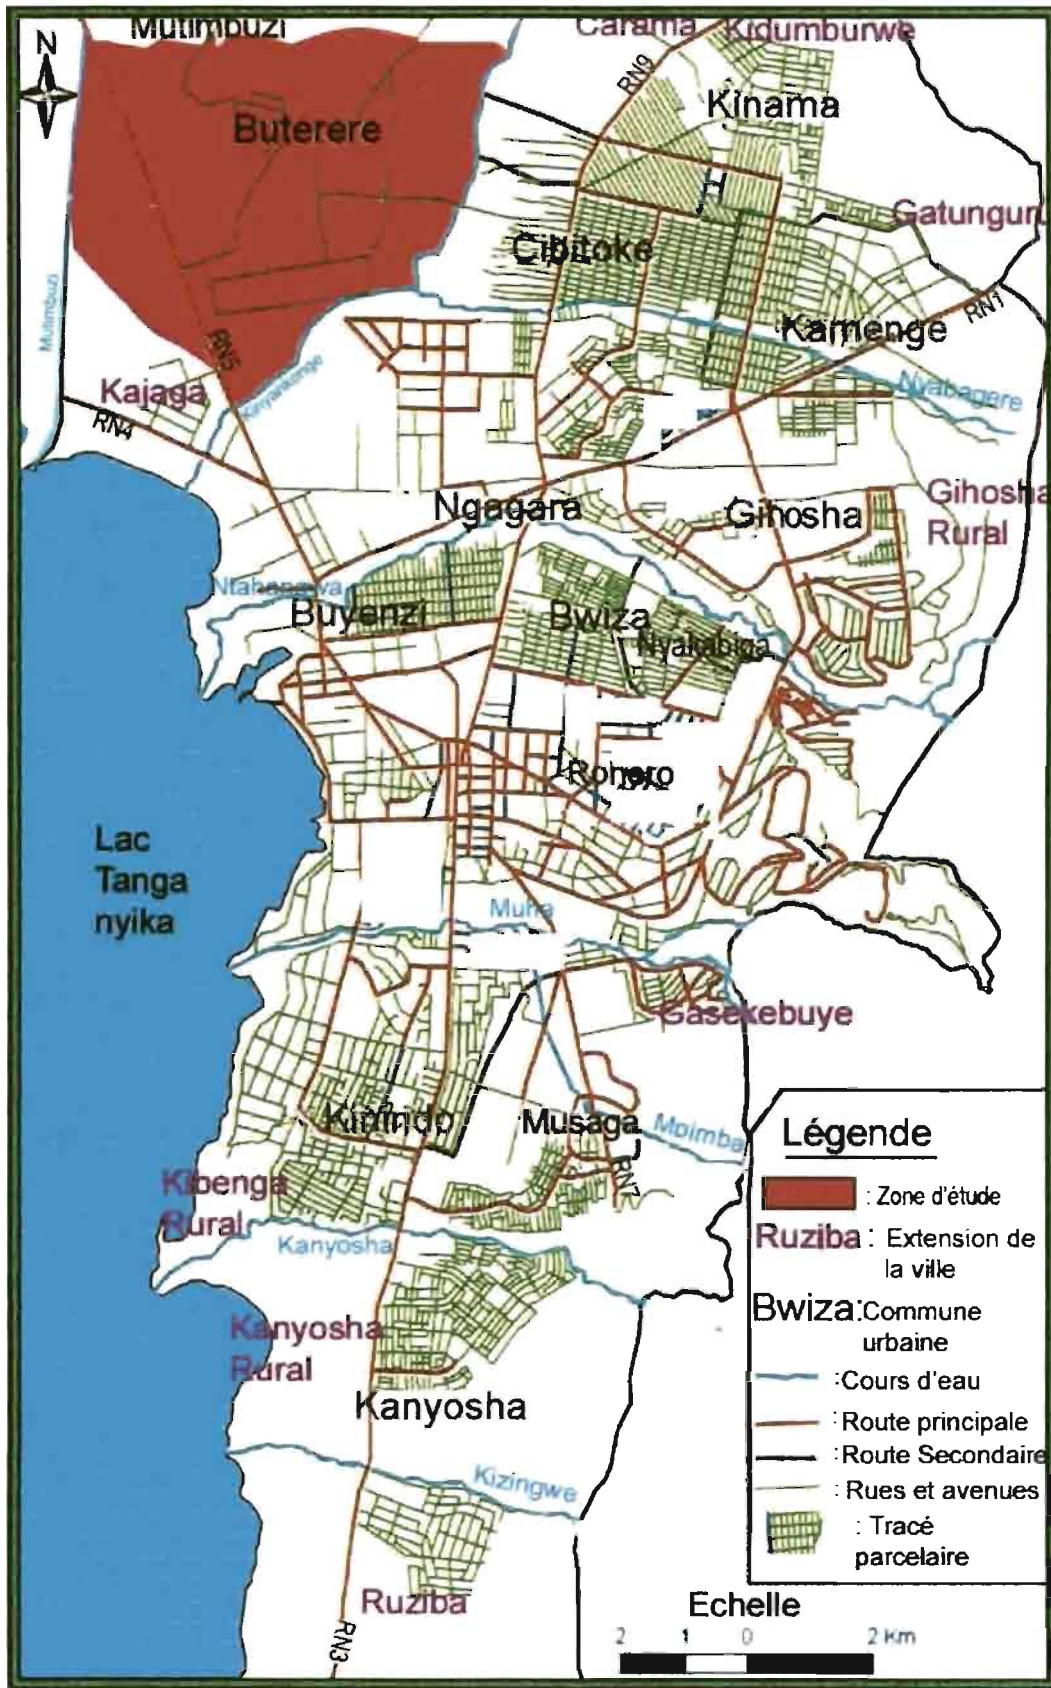 Mutimbuzi
Carama
Kidumburwe
N
RN9
Kinama
Buterere
Gatunguru
Cibitoke
Mutimbuzi
RN1
Kamenge
RN5
Kajaga
Kinyankonge
Nyabagere
RN4
Ngagara
Gihosha
Gihosha
Rural
Ntahangwa
Buyenzi
Bwiza
Nyakabiga
Rohero
Lac
Tanga
nyika
Muha
Gasekebuye
Kinindo
Musaga
Mpimba
RN7
Kibenga
Rural
Kanyosha
Kanyosha
Rural
Kanyosha
Kizingwe
Ruziba
RN3
Légende
: Zone d'étude
Ruziba : Extension de
la ville
Bwiza: Commune
urbaine
: Cours d'eau
: Route principale
: Route Secondaire
: Rues et avenues
: Tracé
parcelaire
Echelle
2 1 0 2 Km